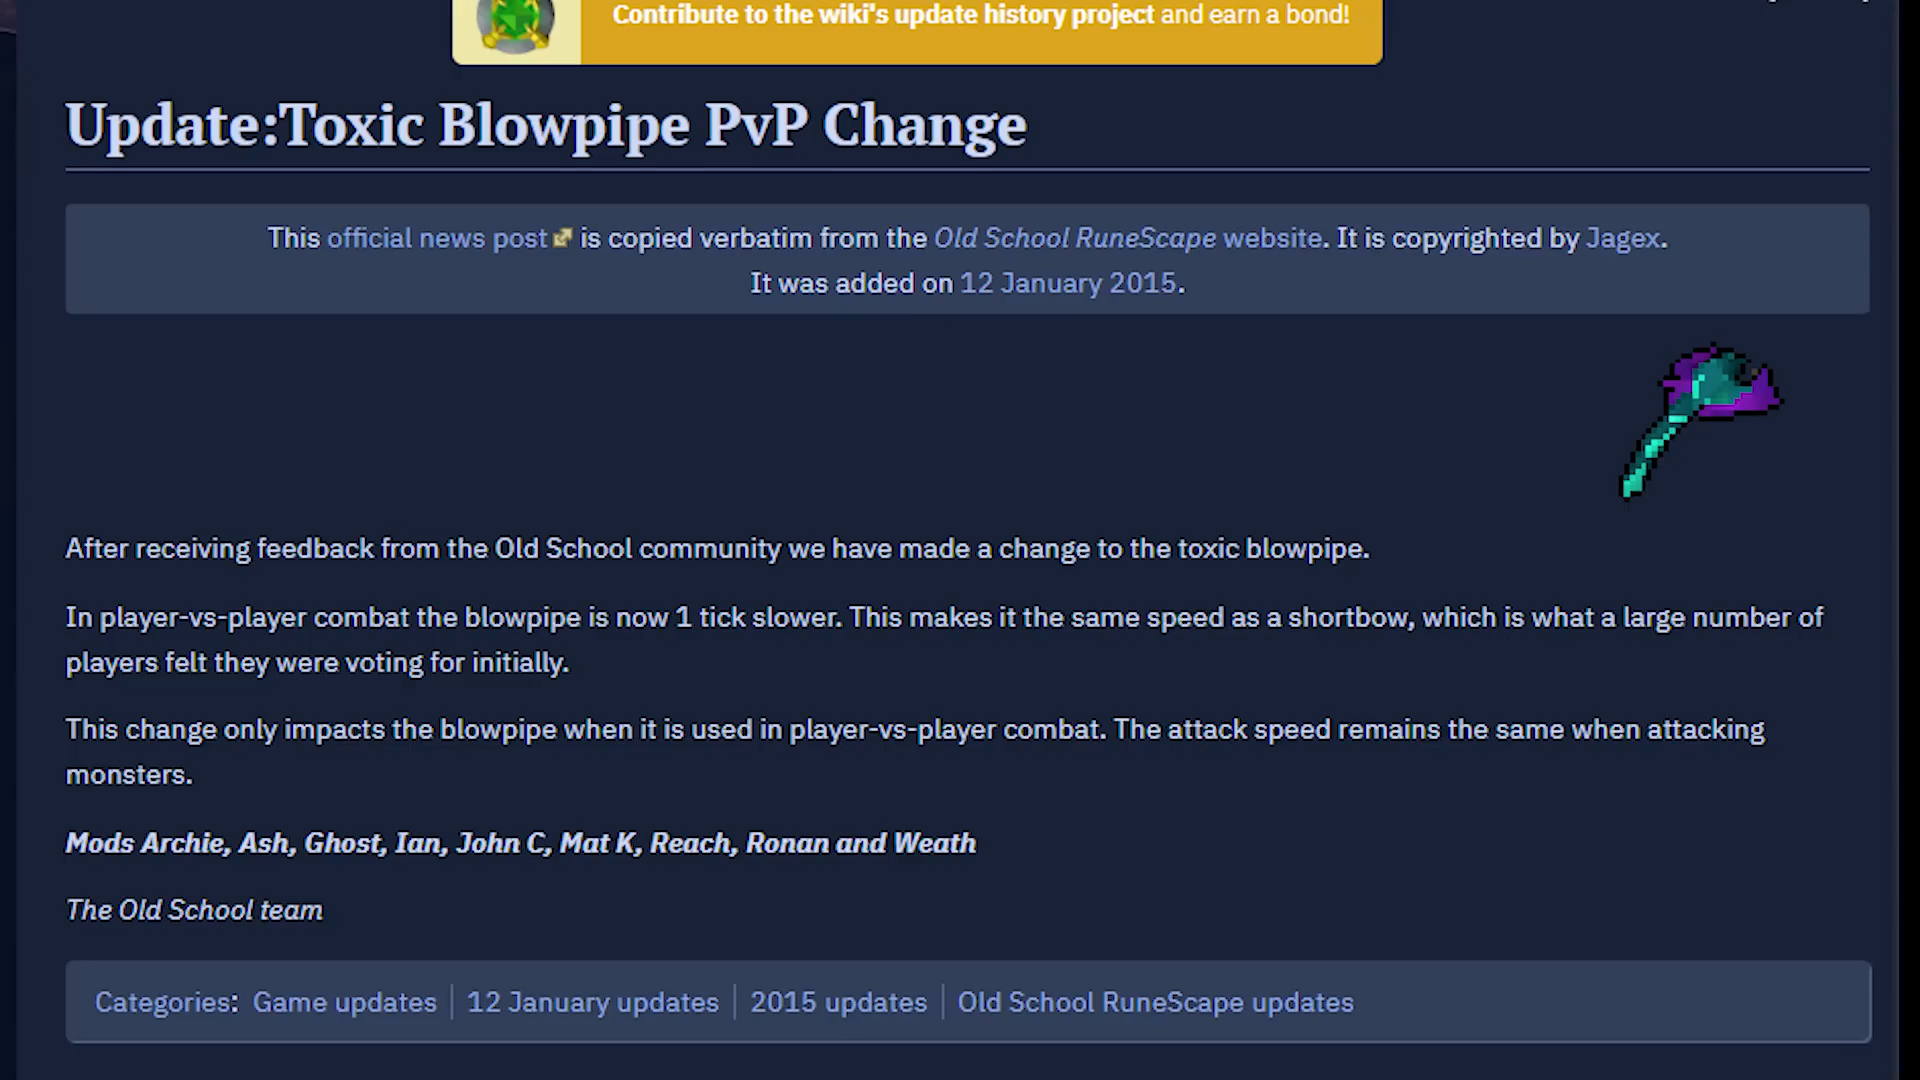 Contribute to the wiki's update history project and earn a bond!
Update:Toxic Blowpipe PvP Change
This official news post is copied verbatim from the Old School RuneScape website. It is copyrighted by Jagex.
It was added on 12 January 2015.
After receiving feedback from the Old School community we have made a change to the toxic blowpipe.
In player-vs-player combat the blowpipe is now 1 tick slower. This makes it the same speed as a shortbow, which is what a large number of
players felt they were voting for initially.
This change only impacts the blowpipe when it is used in player-vs-player combat. The attack speed remains the same when attacking
monsters.
Mods Archie, Ash, Ghost, Ian, John C, Mat K, Reach, Ronan and Weath
The Old School team
Categories: Game updates | 12 January updates | 2015 updates | Old School RuneScape updates